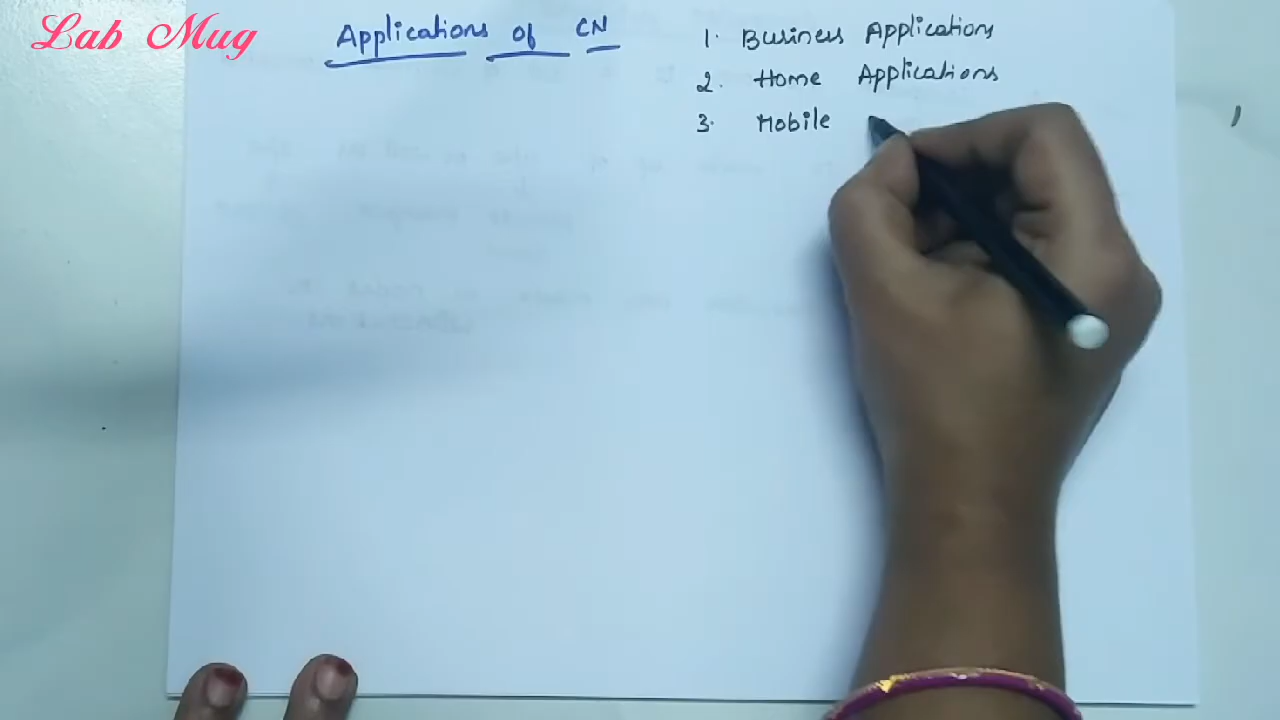 Lab Mug
Applications of CN
1. Business Applications
2. Home Applications
3. Mobile